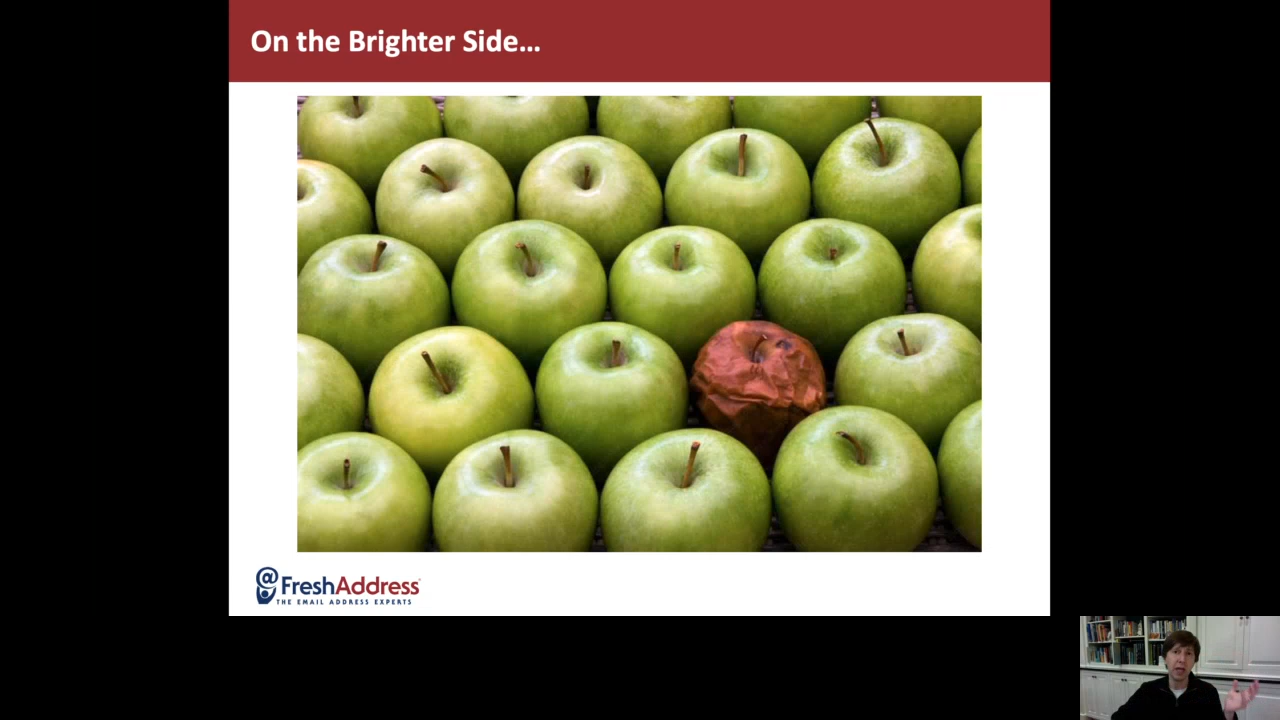 On the Brighter Side...
@FreshAddress
THE EMAIL ADDRESS EXPERTS